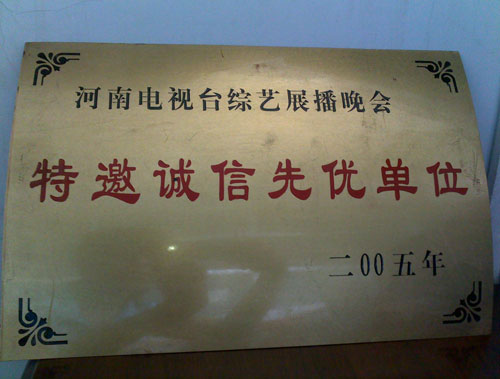 河南电视台综艺展播晚会
特邀诚信先优单位
二00五年